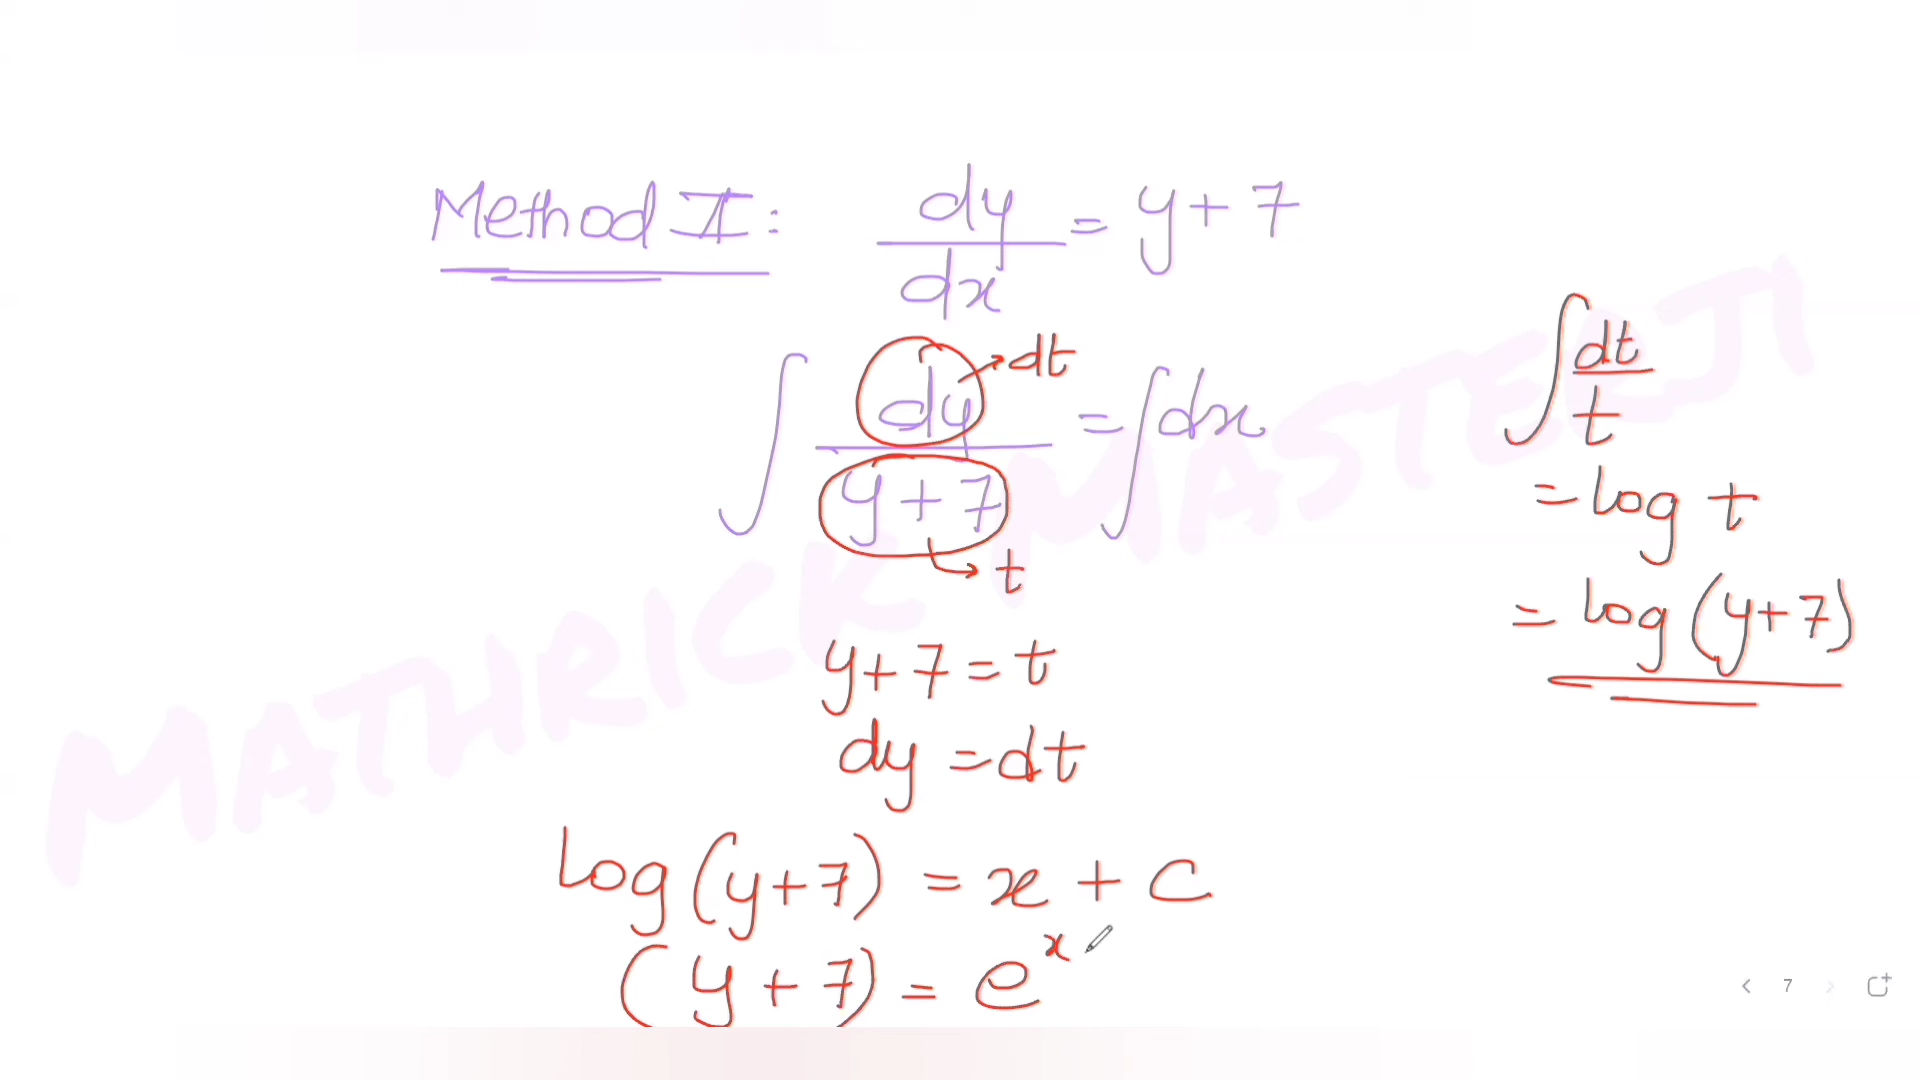 Method I: dy/dx = y+7
∫ dy/y+7 = ∫dx
→dt
→ t
y+7=t
dy =dt
log(y+7) = x + c
(y+7) = e^x
∫dt/t
= log t
= log (y+7)
MATHRICK MASTERJI
7